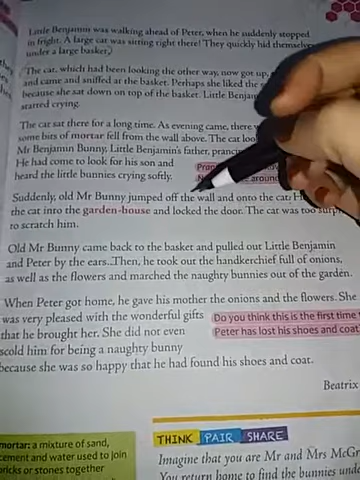 Little Benjamin was walking ahead of Peter, when he suddenly stopped
in fright. A large cat was sitting right there! They quickly hid themselv
under a large basket.
The cat, which had been looking the other way, now got up,
and came and sniffed at the basket. Perhaps she liked the
because she sat down on top of the basket. Little Benj
started crying.
The cat sat there for a long time. As evening came, there
some bits of mortar fell from the wall above. The cat loo
Mr Benjamin Bunny, Little Benjamin's father, pranc
He had come to look for his son and
heard the little bunnies crying softly.
Pran
around
Suddenly, old Mr Bunny jumped off the wall and onto the cat. H
the cat into the garden-house and locked the door. The cat was too surp
to scratch him.
Old Mr Bunny came back to the basket and pulled out Little Benjamin
and Peter by the ears. Then, he took out the handkerchief full of onions,
as well as the flowers and marched the naughty bunnies out of the garden.
When Peter got home, he gave his mother the onions and the flowers. She
was very pleased with the wonderful gifts
that he brought her. She did not even
scold him for being a naughty bunny
because she was so happy that he had found his shoes and coat.
Do you think this is the first time
Peter has lost his shoes and coat
Beatrix
mortar: a mixture of sand,
cement and water used to join
bricks or stones together
THINK PAIR SHARE
Imagine that you are Mr and Mrs McGr
You return home to find the bunnies unde